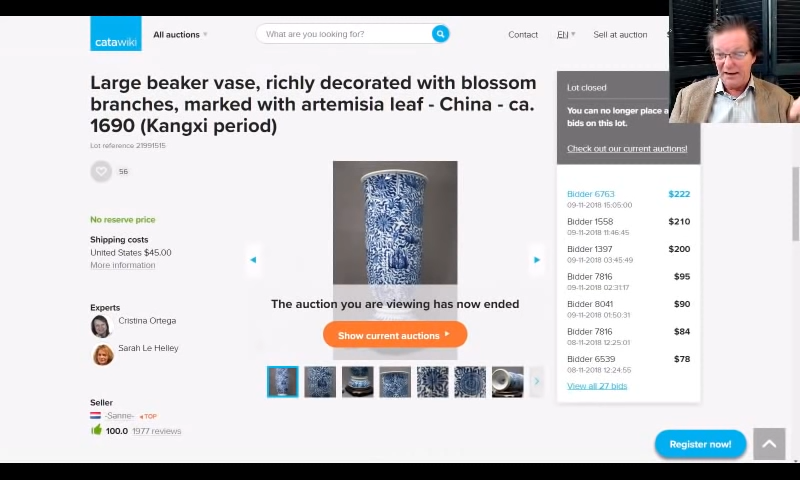 catawiki
All auctions
What are you looking for?
Contact
EN
Sell at auction
Large beaker vase, richly decorated with blossom
branches, marked with artemisia leaf - China - ca.
1690 (Kangxi period)
Lot reference 21991515
56
No reserve price
Shipping costs
United States $45.00
More information
Experts
Cristina Ortega
Sarah Le Helley
Seller
-Sanne- TOP
100.0 1977 reviews
The auction you are viewing has now ended
Show current auctions
Lot closed
You can no longer place a
bids on this lot.
Check out our current auctions!
Bidder 6763 $222
09-11-2018 15:05:00
Bidder 1558 $210
09-11-2018 11:46:45
Bidder 1397 $200
09-11-2018 03:45:49
Bidder 7816 $95
09-11-2018 02:31:17
Bidder 8041 $90
09-11-2018 01:50:31
Bidder 7816 $84
08-11-2018 12:25:01
Bidder 6539 $78
08-11-2018 12:24:55
View all 27 bids
Register now!